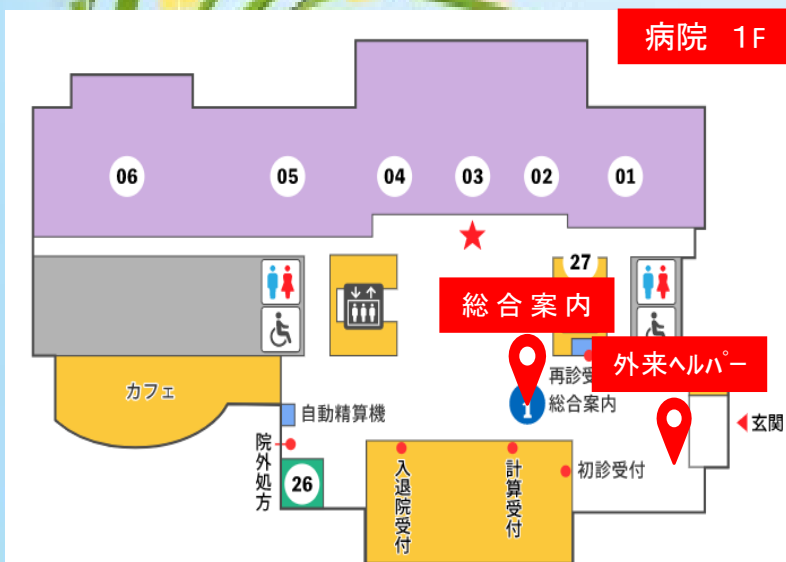 病院 1F
06
05
04
03
02
01
27
総合案内
外来ヘルパー
カフェ
自動精算機
再診受
総合案内
玄関
院外処方
26
入退院受付
計算受付
初診受付